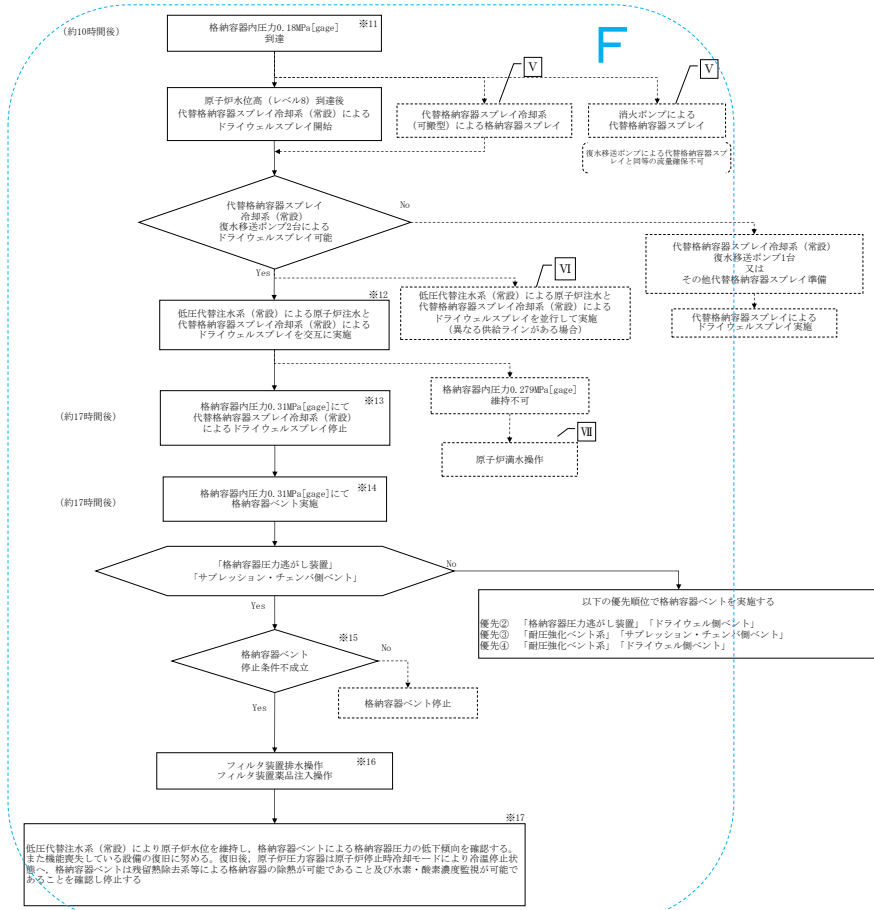 F
(約10時間後)
※11
格納容器内圧力0.18MPa[gage]
到達
Ⅴ
Ⅴ
原子炉水位高（レベル8）到達後
代替格納容器スプレイ冷却系（常設）による
ドライウェルスプレイ開始
代替格納容器スプレイ冷却系
（可搬型）による格納容器スプレイ
消火ポンプによる
代替格納容器スプレイ
復水移送ポンプによる代替格納容器スプ
レイと同等の流量確保不可
代替格納容器スプレイ
冷却系（常設）
復水移送ポンプ2台による
ドライウェルスプレイ可能
No
Yes
代替格納容器スプレイ冷却系（常設）
復水移送ポンプ1台
又は
その他代替格納容器スプレイ準備
代替格納容器スプレイによる
ドライウェルスプレイ実施
※12
低圧代替注水系（常設）による原子炉注水と
代替格納容器スプレイ冷却系（常設）による
ドライウェルスプレイを交互に実施
Ⅵ
低圧代替注水系（常設）による原子炉注水と
代替格納容器スプレイ冷却系（常設）による
ドライウェルスプレイを並行して実施
（異なる供給ラインがある場合）
(約17時間後)
※13
格納容器内圧力0.31MPa[gage]にて
代替格納容器スプレイ冷却系（常設）
によるドライウェルスプレイ停止
格納容器内圧力0.279MPa[gage]
維持不可
Ⅶ
原子炉満水操作
(約17時間後)
※14
格納容器内圧力0.31MPa[gage]にて
格納容器ベント実施
「格納容器圧力逃がし装置」
「サプレッション・チェンバ側ベント」
No
Yes
以下の優先順位で格納容器ベントを実施する
優先② 「格納容器圧力逃がし装置」「ドライウェル側ベント」
優先③ 「耐圧強化ベント系」「サプレッション・チェンバ側ベント」
優先④ 「耐圧強化ベント系」「ドライウェル側ベント」
※15
格納容器ベント
停止条件不成立
No
Yes
格納容器ベント停止
※16
フィルタ装置排水操作
フィルタ装置薬品注入操作
※17
低圧代替注水系（常設）により原子炉水位を維持し，格納容器ベントによる格納容器圧力の低下傾向を確認する。
また機能喪失している設備の復旧に努める。復旧後，原子炉圧力容器は原子炉停止時冷却モードにより冷温停止状
態へ，格納容器ベントは残留熱除去系等による格納容器の除熱が可能であること及び水素・酸素濃度監視が可能で
あることを確認し停止する